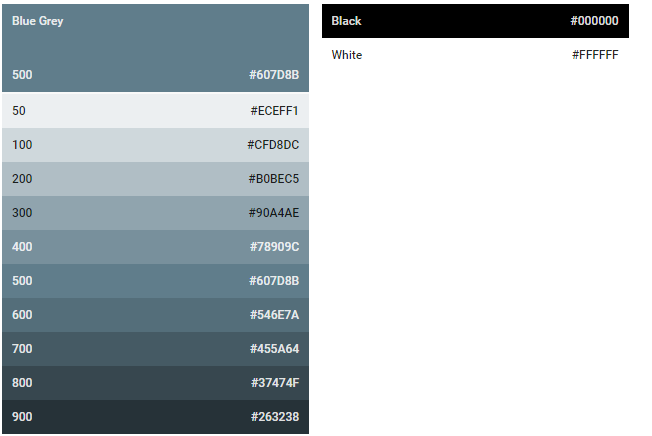 Blue Grey
500 #607D8B
50 #ECEFF1
100 #CFD8DC
200 #B0BEC5
300 #90A4AE
400 #78909C
500 #607D8B
600 #546E7A
700 #455A64
800 #37474F
900 #263238
Black #000000
White #FFFFFF